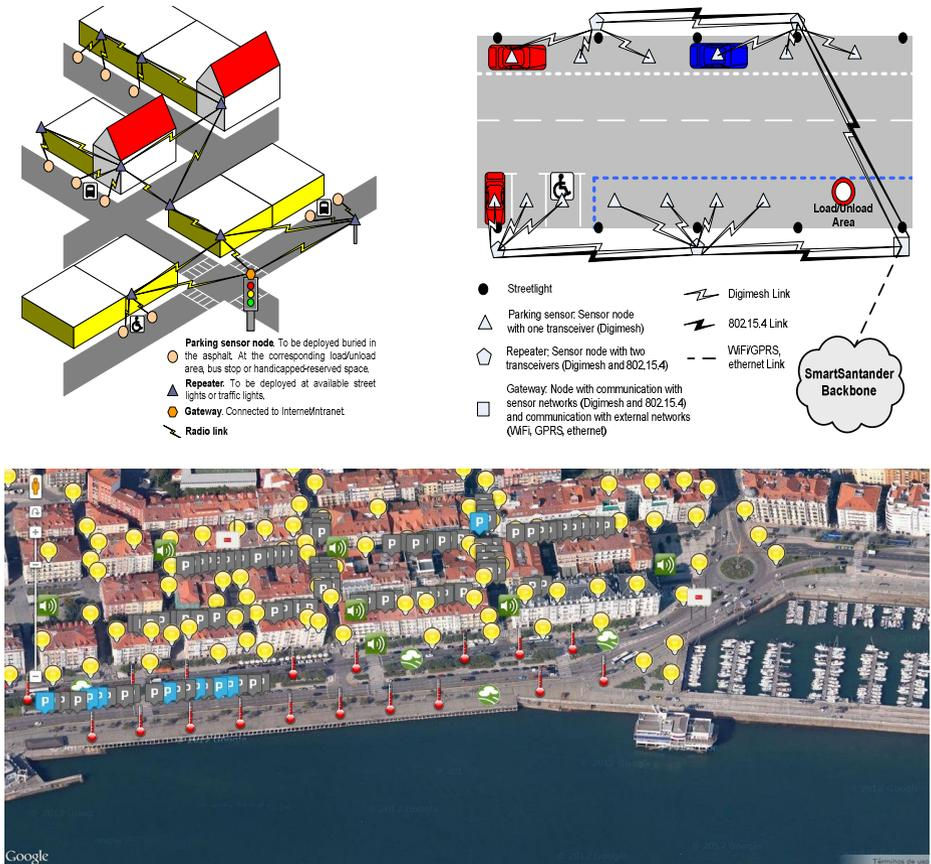 Parking sensor node. To be deployed buried in
the asphalt. At the corresponding load/unload
area, bus stop or handicapped-reserved space.
Repeater. To be deployed at available street
lights or traffic lights.
Gateway. Connected to Internet/intranet.
Radio link
Load/Unload
Area
Streetlight
Parking sensor: Sensor node
with one transceiver (Digimesh)
Repeater: Sensor node with two
transceivers (Digimesh and 802.15.4)
Gateway: Node with communication with
sensor networks (Digimesh and 802.15.4)
and communication with external networks
(WiFi, GPRS, ethernet)
Digimesh Link
802.15.4 Link
WiFi/GPRS,
ethernet Link
SmartSantander
Backbone
Google
Términos de uso